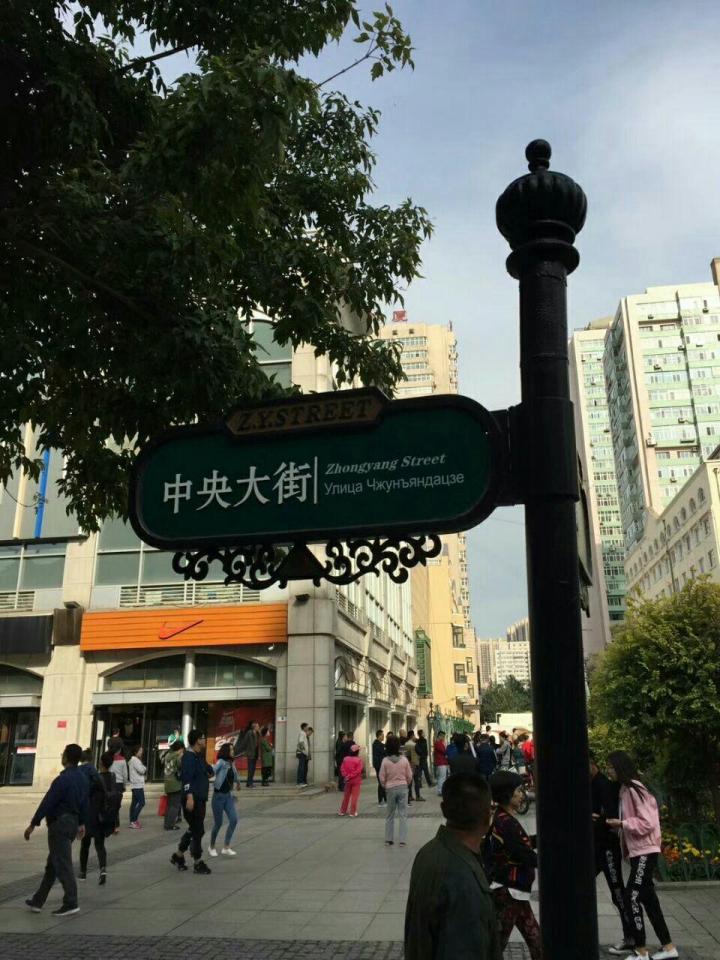 Z.Y.STREET
中央大街
Zhongyang Street
Улица Чжунъяндацзе